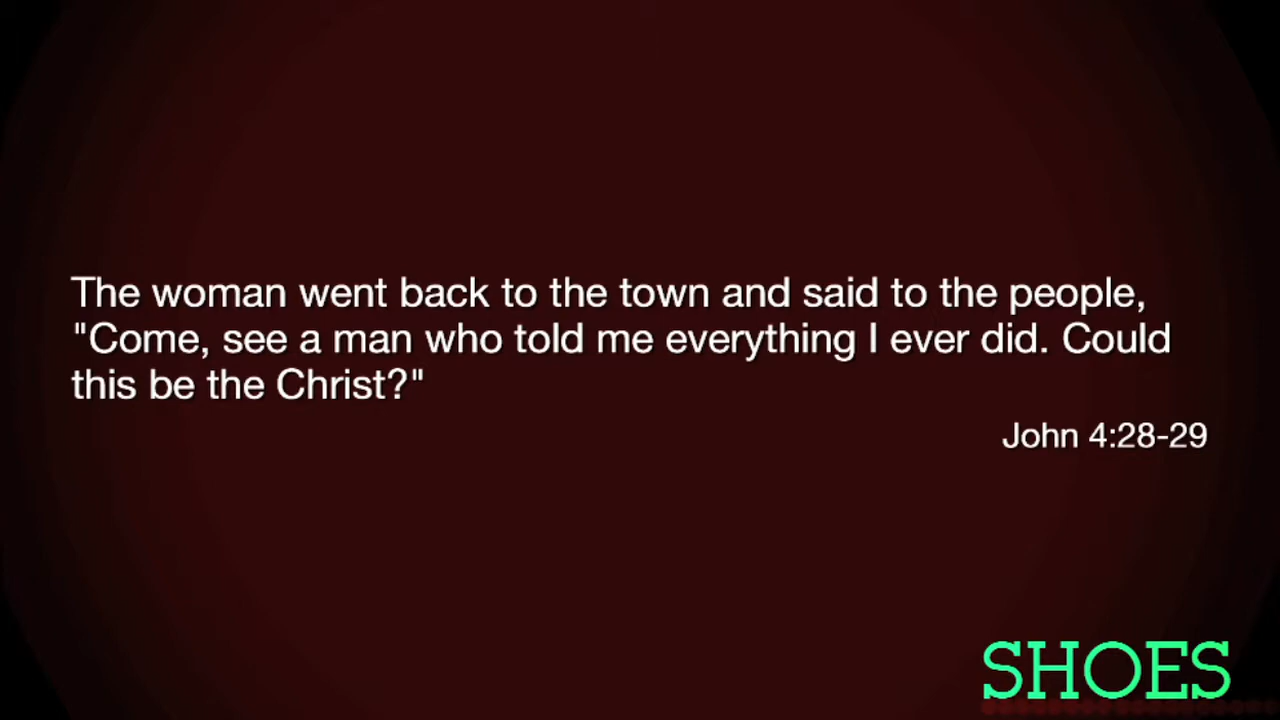 The woman went back to the town and said to the people,
"Come, see a man who told me everything I ever did. Could
this be the Christ?"
John 4:28-29
SHOES